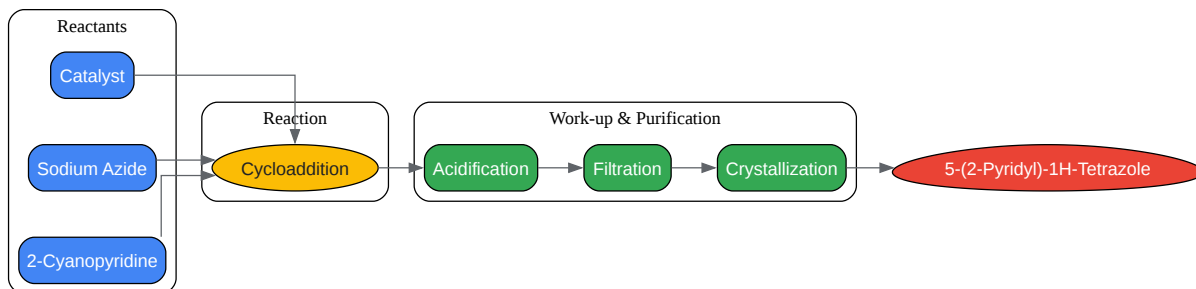 Reactants
Catalyst
Sodium Azide
2-Cyanopyridine
Reaction
Cycloaddition
Work-up & Purification
Acidification
Filtration
Crystallization
5-(2-Pyridyl)-1H-Tetrazole